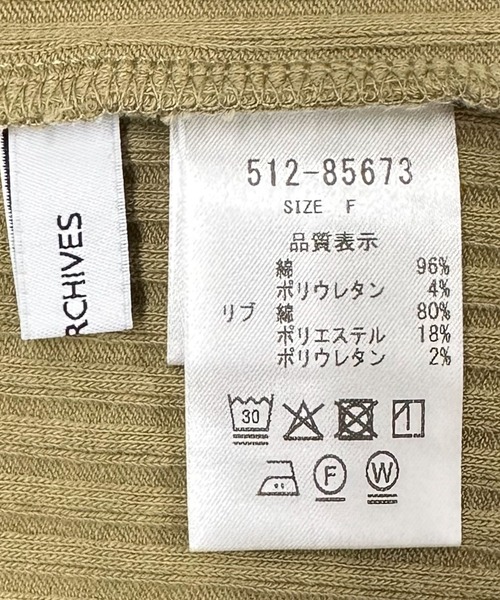 RCHIVES
512-85673
SIZE F
品質表示
綿 96%
ポリウレタン 4%
リブ 綿 80%
ポリエステル 18%
ポリウレタン 2%
30
F W